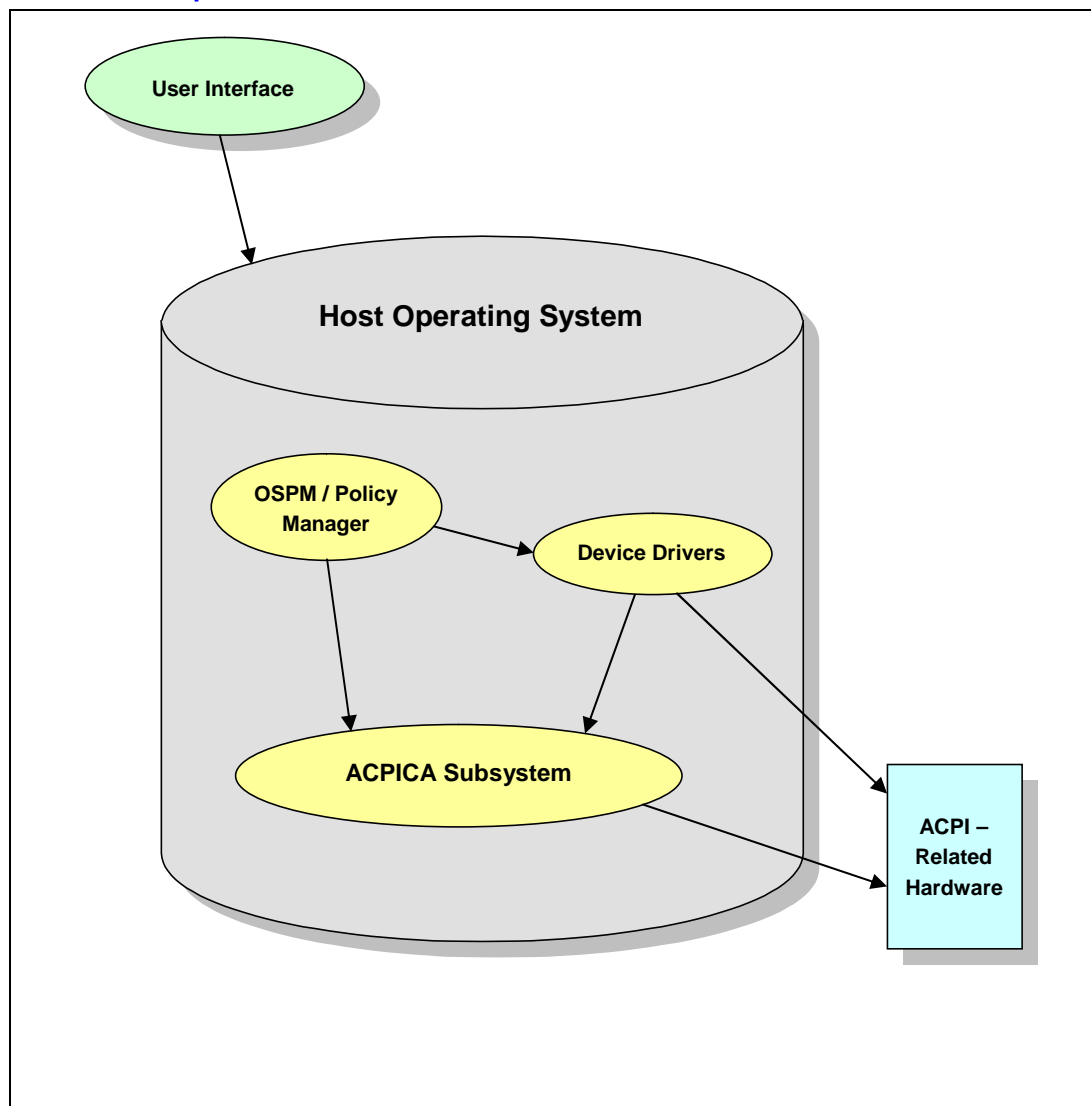 User Interface
Host Operating System
OSPM / Policy
Manager
Device Drivers
ACPICA Subsystem
ACPI –
Related
Hardware